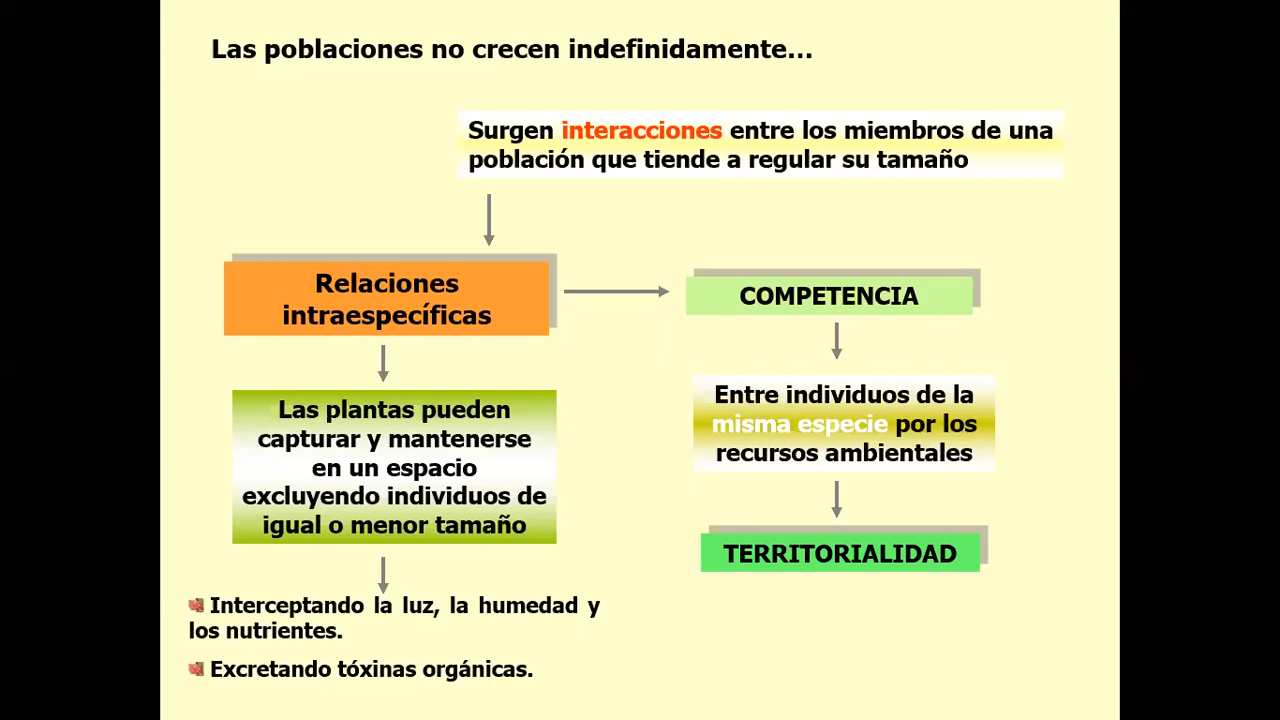 Las poblaciones no crecen indefinidamente...
Surgen interacciones entre los miembros de una
población que tiende a regular su tamaño
Relaciones
intraespecíficas
COMPETENCIA
Las plantas pueden
capturar y mantenerse
en un espacio
excluyendo individuos de
igual o menor tamaño
Entre individuos de la
misma especie por los
recursos ambientales
TERRITORIALIDAD
Interceptando la luz, la humedad y
los nutrientes.
Excretando tóxinas orgánicas.